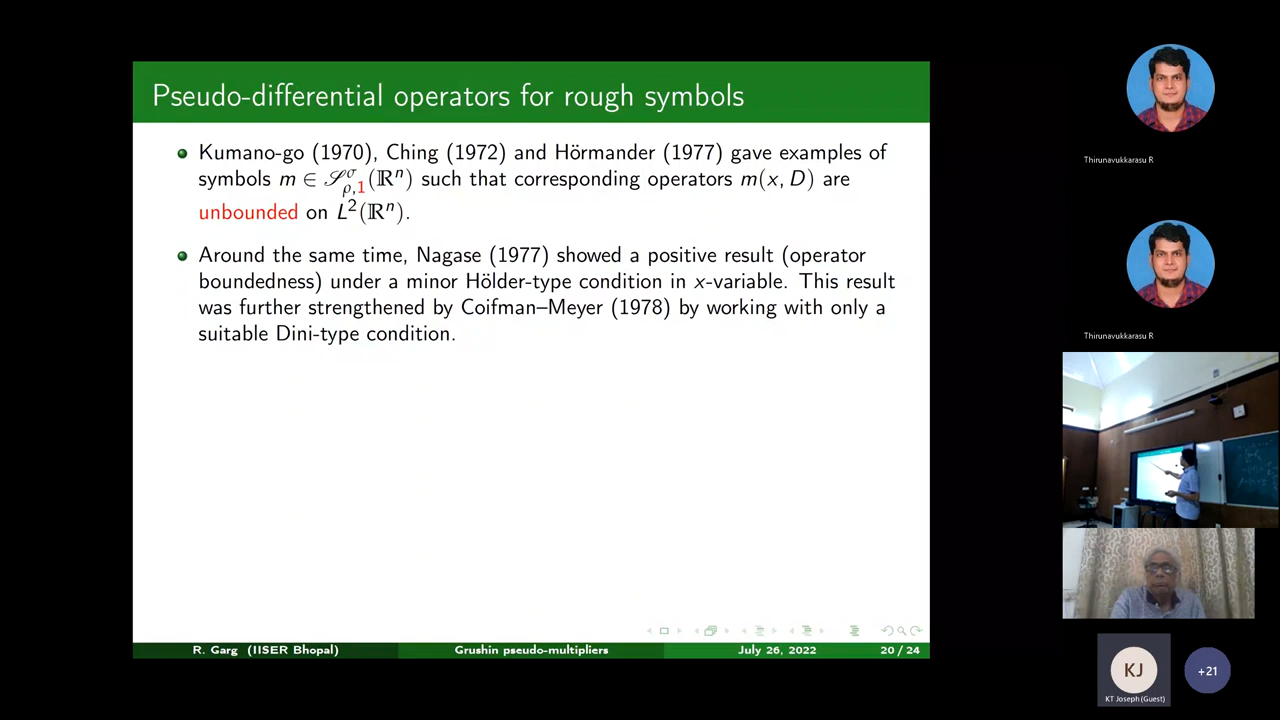 Pseudo-differential operators for rough symbols
Kumano-go (1970), Ching (1972) and Hörmander (1977) gave examples of
symbols m ∈ 𝒮^σ_{ρ,1}(ℝⁿ) such that corresponding operators m(x, D) are
unbounded on L²(ℝⁿ).
Around the same time, Nagase (1977) showed a positive result (operator
boundedness) under a minor Hölder-type condition in x-variable. This result
was further strengthened by Coifman–Meyer (1978) by working with only a
suitable Dini-type condition.
R. Garg (IISER Bhopal) Grushin pseudo-multipliers July 26, 2022 20 / 24
Thirunavukkarasu R
Thirunavukkarasu R
KJ
KT Joseph (Guest)
+21